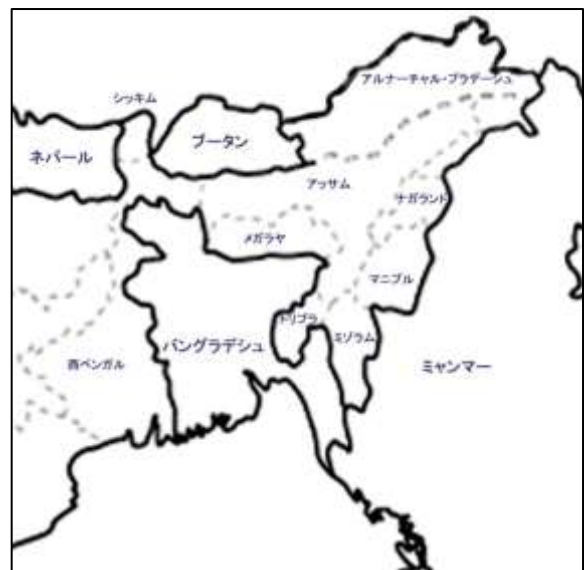 アルナーチャル・プラデーシュ
シッキム
ブータン
ネパール
アッサム
ナガランド
メガラヤ
マニプル
トリプラ
バングラデシュ
ミゾラム
西ベンガル
ミャンマー